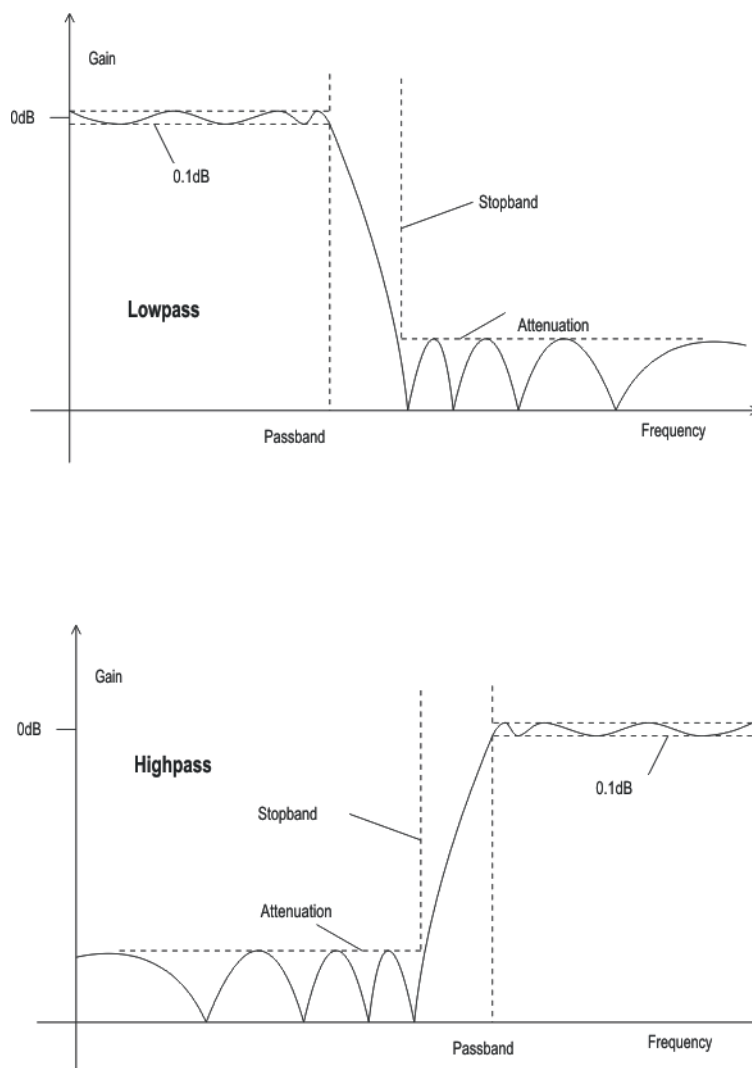 Gain
0dB
0.1dB
Stopband
Lowpass
Attenuation
Passband
Frequency
Gain
0dB
Highpass
0.1dB
Stopband
Attenuation
Passband
Frequency